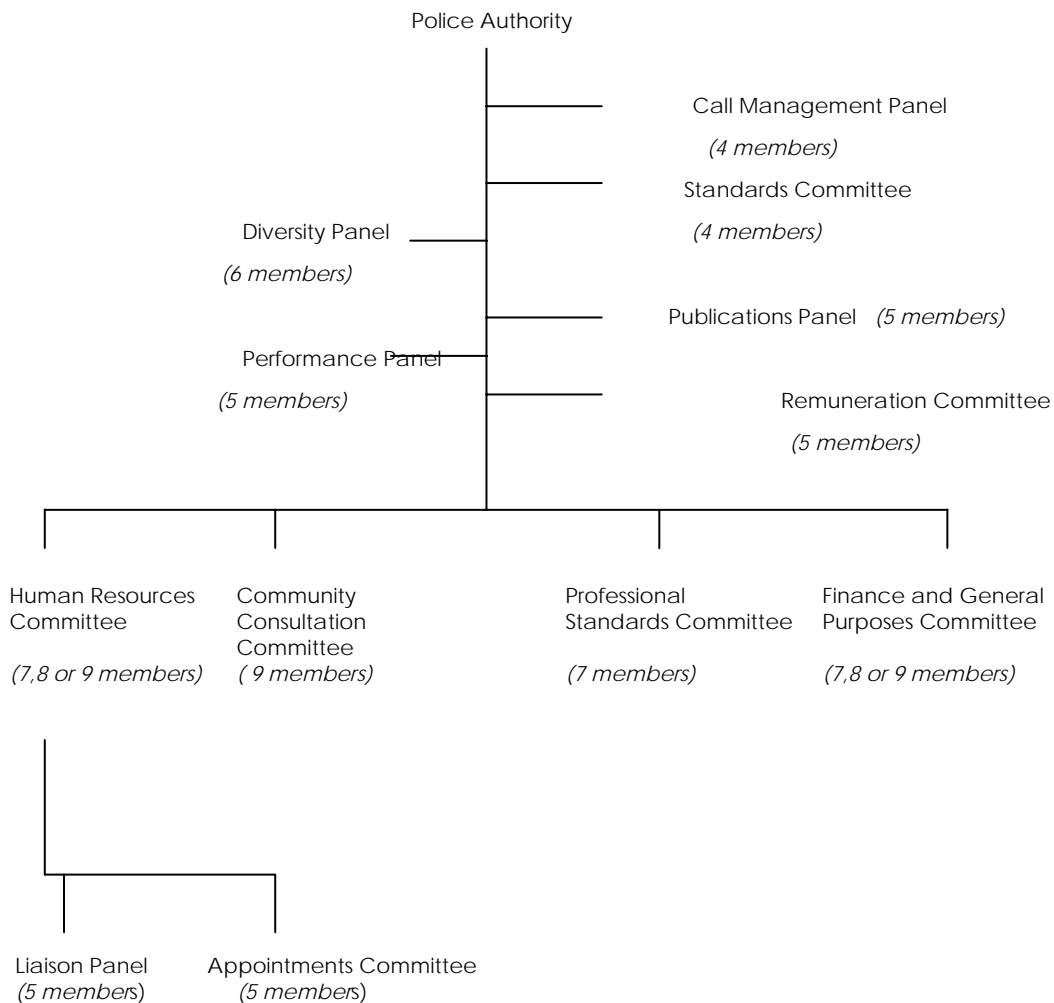 Police Authority
Call Management Panel
(4 members)
Standards Committee
(4 members)
Diversity Panel
(6 members)
Publications Panel (5 members)
Performance Panel
(5 members)
Remuneration Committee
(5 members)
Human Resources
Committee
(7,8 or 9 members)
Community
Consultation
Committee
( 9 members)
Professional
Standards Committee
(7 members)
Finance and General
Purposes Committee
(7,8 or 9 members)
Liaison Panel
(5 members)
Appointments Committee
(5 members)